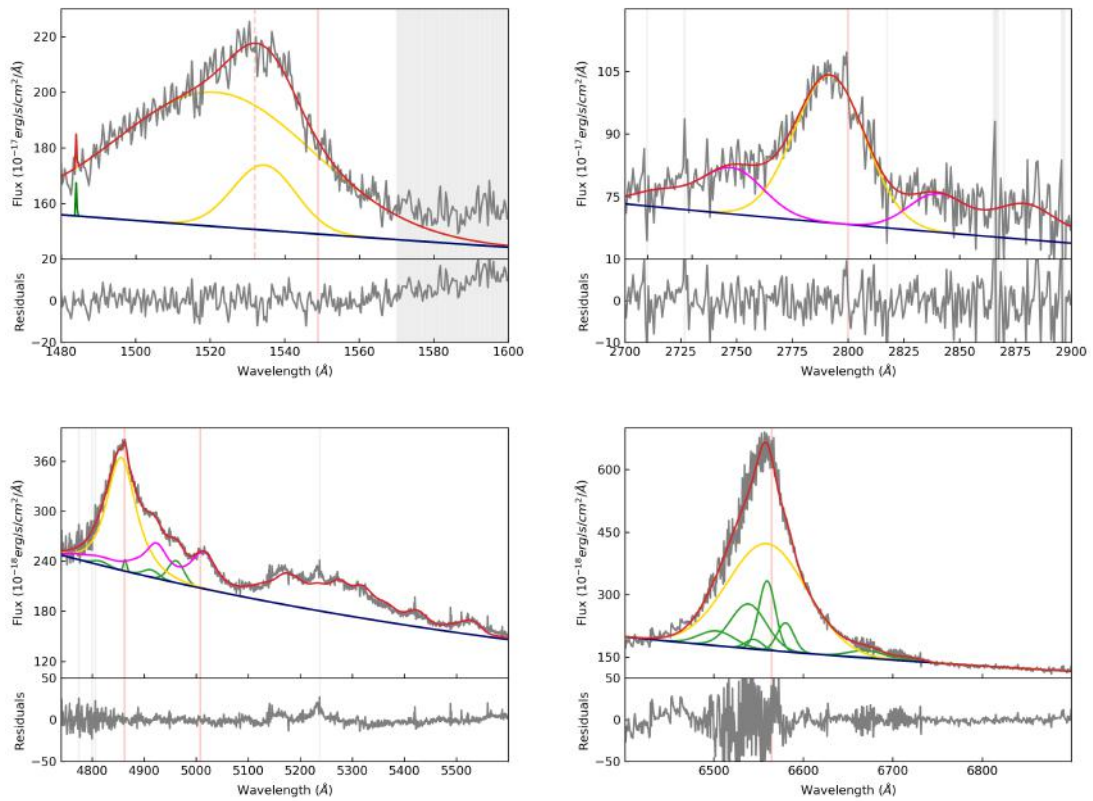 220
200
180
160
Flux (10⁻¹⁷erg/s/cm²/Å)
20
0
−20
Residuals
1480 1500 1520 1540 1560 1580 1600
Wavelength (Å)
105
90
75
Flux (10⁻¹⁷erg/s/cm²/Å)
10
0
−10
Residuals
2700 2725 2750 2775 2800 2825 2850 2875 2900
Wavelength (Å)
360
300
240
180
120
Flux (10⁻¹⁸erg/s/cm²/Å)
50
0
−50
Residuals
4800 4900 5000 5100 5200 5300 5400 5500
Wavelength (Å)
600
450
300
150
Flux (10⁻¹⁸erg/s/cm²/Å)
50
0
−50
Residuals
6500 6600 6700 6800
Wavelength (Å)